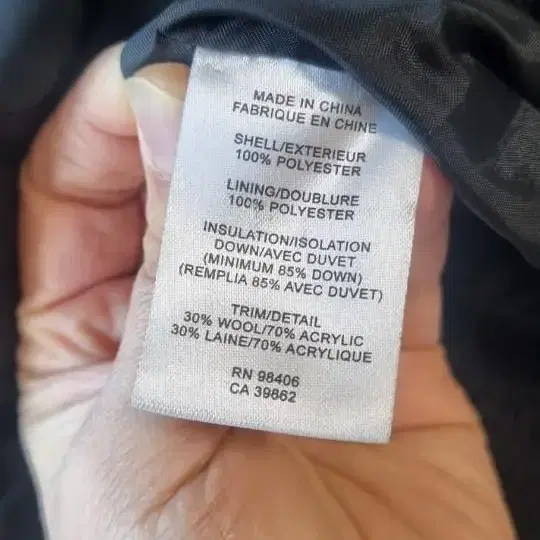 MADE IN CHINA
FABRIQUE EN CHINE
SHELL/EXTERIEUR
100% POLYESTER
LINING/DOUBLURE
100% POLYESTER
INSULATION/ISOLATION
DOWN/AVEC DUVET
(MINIMUM 85% DOWN)
(REMPLIA 85% AVEC DUVET)
TRIM/DETAIL
30% WOOL/70% ACRYLIC
30% LAINE/70% ACRYLIQUE
RN 98406
CA 39862